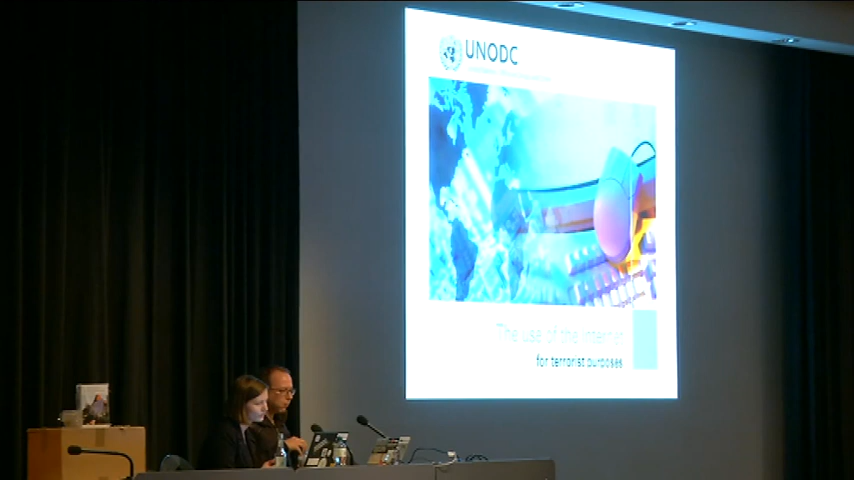 UNODC
The use of the internet
for terrorist purposes